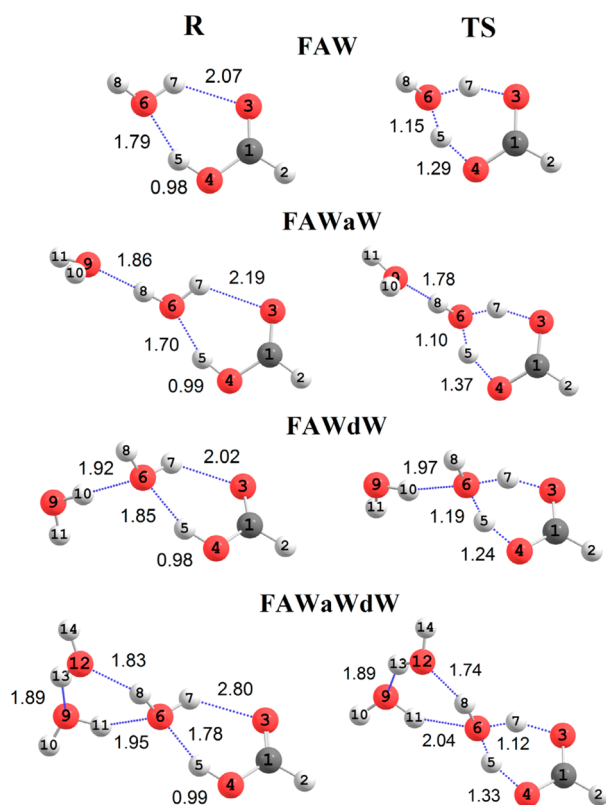 R TS
FAW
8 7 2.07 3 6 1.79 5 0.98 4 1 2
8 7 3 6 1.15 5 1.29 4 1 2
FAWaW
11 9 10 1.86 8 7 2.19 6 3 1.70 5 0.99 4 1 2
11 9 10 1.78 8 7 6 3 1.10 5 1.37 4 1 2
FAWdW
8 7 2.02 1.92 6 3 9 10 1.85 11 5 0.98 4 1 2
8 1.97 7 9 10 6 3 11 1.19 5 1.24 4 1 2
FAWaWdW
14 13 12 1.83 1.89 8 7 2.80 9 11 6 3 10 1.95 1.78 5 0.99 4 1 2
14 13 12 1.74 1.89 9 8 7 10 11 6 3 2.04 1.12 5 1.33 4 1 2